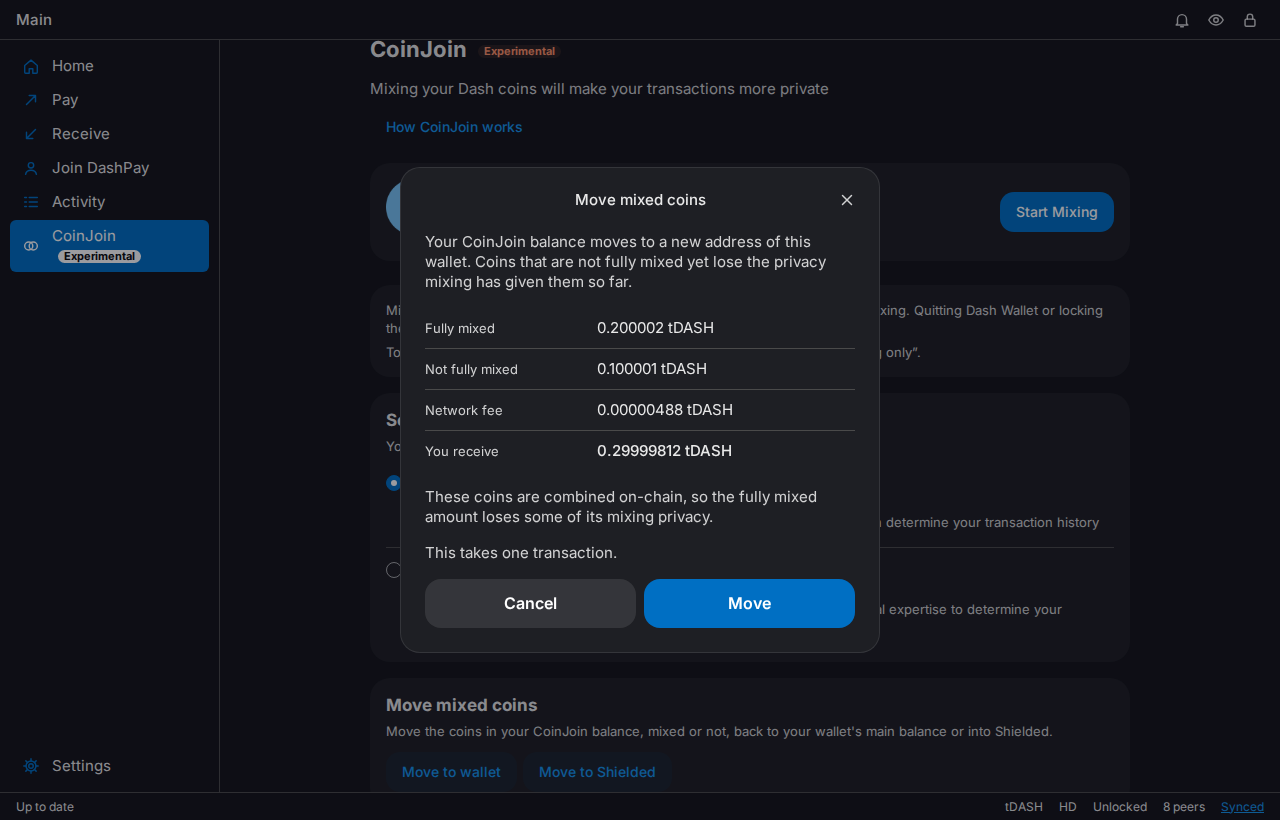 Main
Home
Pay
Receive
Join DashPay
Activity
CoinJoin
Experimental
Settings
CoinJoin Experimental
Mixing your Dash coins will make your transactions more private
How CoinJoin works
Start Mixing
Move mixed coins
Your CoinJoin balance moves to a new address of this
wallet. Coins that are not fully mixed yet lose the privacy
mixing has given them so far.
Fully mixed 0.200002 tDASH
Not fully mixed 0.100001 tDASH
Network fee 0.00000488 tDASH
You receive 0.29999812 tDASH
These coins are combined on-chain, so the fully mixed
amount loses some of its mixing privacy.
This takes one transaction.
Cancel Move
Quitting Dash Wallet or locking
only".
determine your transaction history
expertise to determine your
Move mixed coins
Move the coins in your CoinJoin balance, mixed or not, back to your wallet's main balance or into Shielded.
Move to wallet Move to Shielded
Up to date tDASH HD Unlocked 8 peers Synced